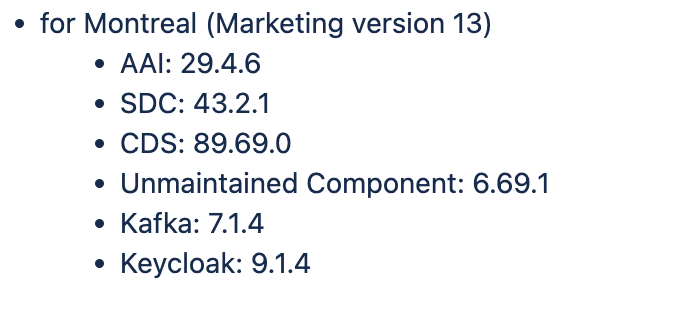 • for Montreal (Marketing version 13)
• AAI: 29.4.6
• SDC: 43.2.1
• CDS: 89.69.0
• Unmaintained Component: 6.69.1
• Kafka: 7.1.4
• Keycloak: 9.1.4